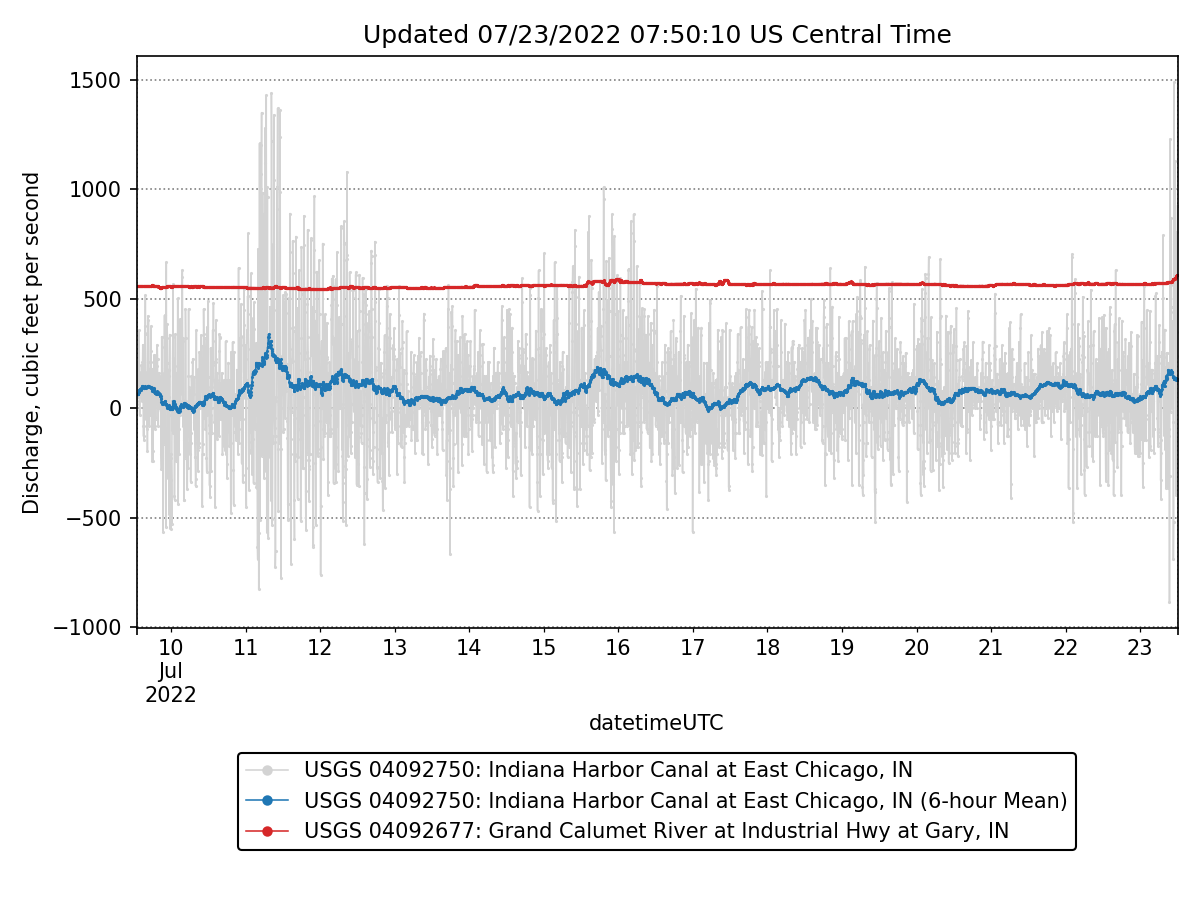 Updated 07/23/2022 07:50:10 US Central Time
1500
1000
500
0
−500
−1000
Discharge, cubic feet per second
10 11 12 13 14 15 16 17 18 19 20 21 22 23
Jul
2022
datetimeUTC
USGS 04092750: Indiana Harbor Canal at East Chicago, IN
USGS 04092750: Indiana Harbor Canal at East Chicago, IN (6-hour Mean)
USGS 04092677: Grand Calumet River at Industrial Hwy at Gary, IN